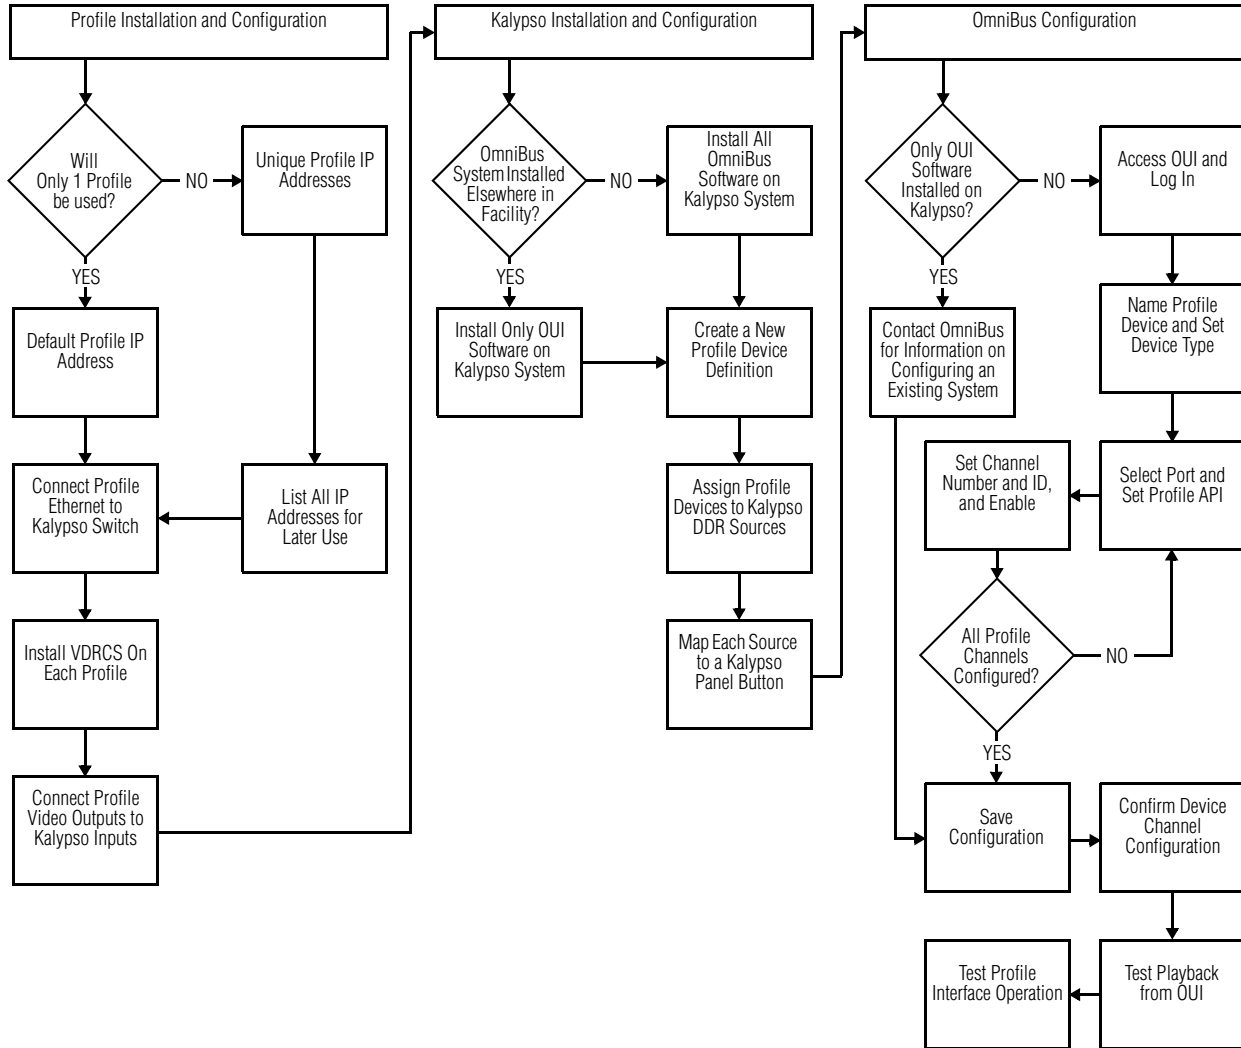 Profile Installation and Configuration
Will
Only 1 Profile
be used?
NO
Unique Profile IP
Addresses
YES
Default Profile IP
Address
Connect Profile
Ethernet to
Kalypso Switch
List All IP
Addresses for
Later Use
Install VDRCS On
Each Profile
Connect Profile
Video Outputs to
Kalypso Inputs
Kalypso Installation and Configuration
OmniBus
System Installed
Elsewhere in
Facility?
NO
Install All
OmniBus
Software on
Kalypso System
YES
Install Only OUI
Software on
Kalypso System
Create a New
Profile Device
Definition
Assign Profile
Devices to Kalypso
DDR Sources
Map Each Source
to a Kalypso
Panel Button
OmniBus Configuration
Only OUI
Software
Installed on
Kalypso?
NO
Access OUI and
Log In
YES
Contact OmniBus
for Information on
Configuring an
Existing System
Name Profile
Device and Set
Device Type
Select Port and
Set Profile API
Set Channel
Number and ID,
and Enable
All Profile
Channels
Configured?
NO
YES
Save
Configuration
Confirm Device
Channel
Configuration
Test Playback
from OUI
Test Profile
Interface Operation